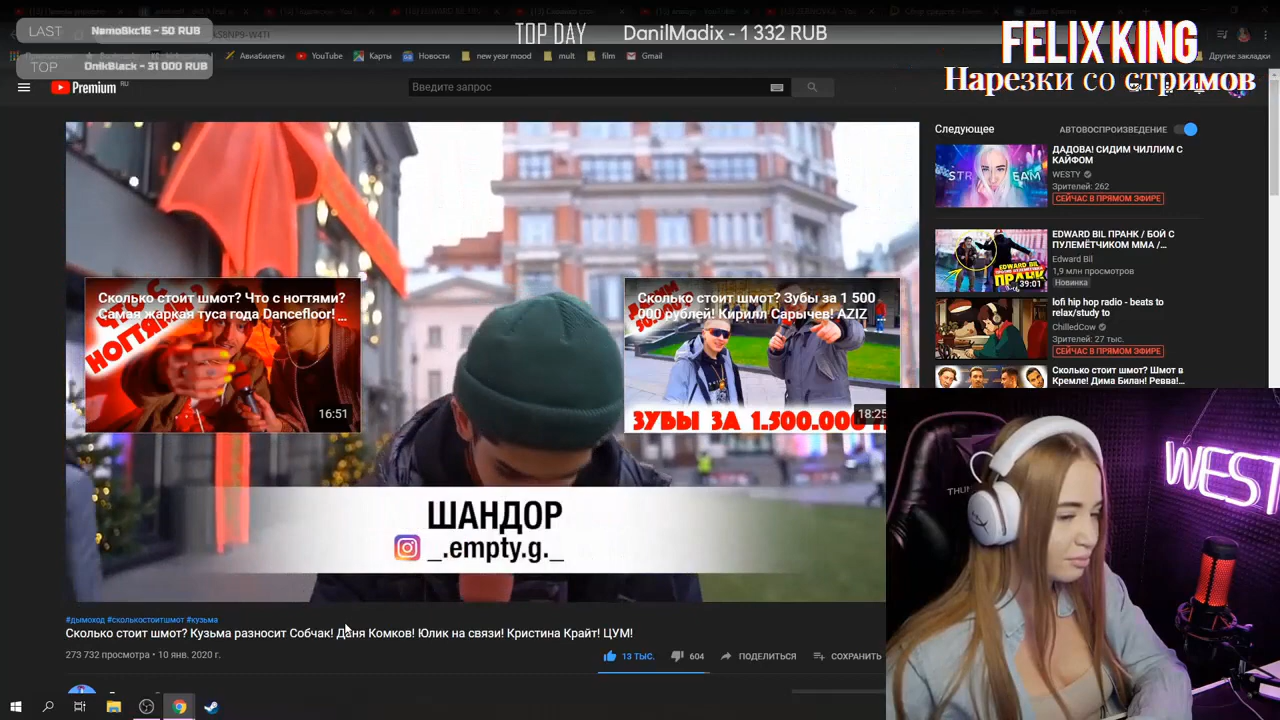 LAST
NemoBkc16 - 50 RUB
TOP
OnikBlack - 31 000 RUB
TOP DAY
DanilMadix - 1 332 RUB
FELIX KING
Нарезки со стримов
Авиабилеты
YouTube
Карты
Новости
new year mood
mult
film
Gmail
Другие закладки
Premium
RU
Введите запрос
Сколько стоит шмот? Что с ногтями?
Самая жаркая туса года Dancefloor! ...
16:51
Сколько стоит шмот? Зубы за 1 500
000 рублей! Кирилл Сарычев! AZIZ
ЗУБЫ ЗА 1.500.000
18:25
ШАНДОР
_.empty.g._
#дымоход #сколькостоитшмот #кузьма
Сколько стоит шмот? Кузьма разносит Собчак! Даня Комков! Юлик на связи! Кристина Крайт! ЦУМ!
273 732 просмотра • 10 янв. 2020 г.
13 ТЫС.
604
ПОДЕЛИТЬСЯ
СОХРАНИТЬ
Следующее
АВТОВОСПРОИЗВЕДЕНИЕ
ДАДОВА! СИДИМ ЧИЛЛИМ С
КАЙФОМ
WESTY
Зрителей: 262
СЕЙЧАС В ПРЯМОМ ЭФИРЕ
EDWARD BIL ПРАНК / БОЙ С
ПУЛЕМЁТЧИКОМ ММА /...
Edward Bil
1,9 млн просмотров
Новинка
EDWARD BIL
ПРАНК
39:01
lofi hip hop radio - beats to
relax/study to
ChilledCow
Зрителей: 27 тыс.
СЕЙЧАС В ПРЯМОМ ЭФИРЕ
Сколько стоит шмот? Шмот в
Кремле! Дима Билан! Ревва!...
WEST